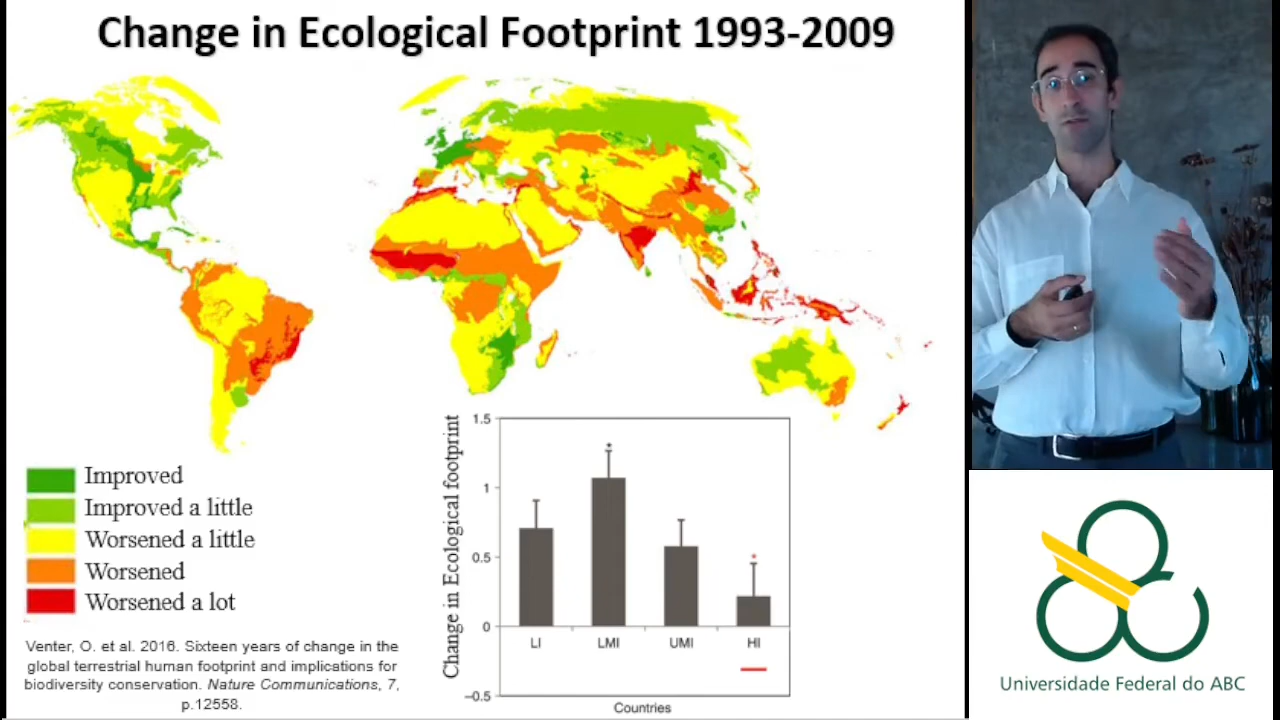 Change in Ecological Footprint 1993-2009
Improved
Improved a little
Worsened a little
Worsened
Worsened a lot
Venter, O. et al. 2016. Sixteen years of change in the
global terrestrial human footprint and implications for
biodiversity conservation. Nature Communications, 7,
p.12558.
Change in Ecological footprint
1.5
1
0.5
0
–0.5
*
*
LI
LMI
UMI
HI
Countries
Universidade Federal do ABC